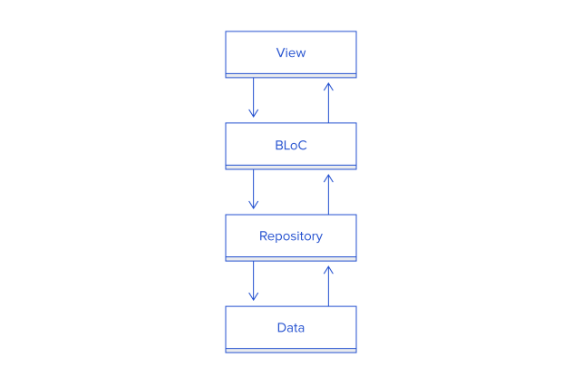 View
BLoC
Repository
Data